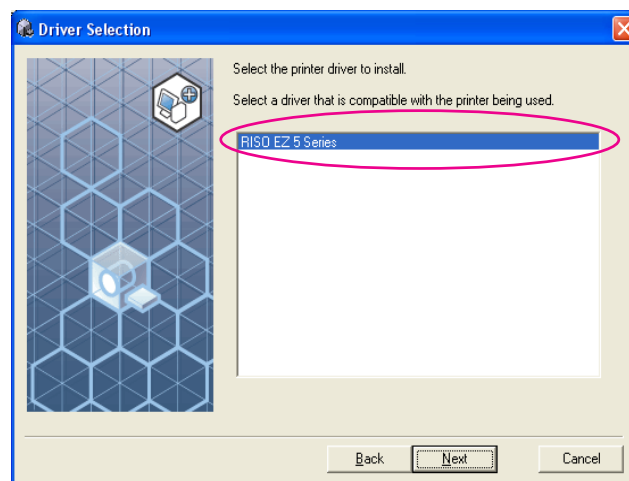 Driver Selection
Select the printer driver to install.
Select a driver that is compatible with the printer being used.
RISO EZ 5 Series
Back Next Cancel